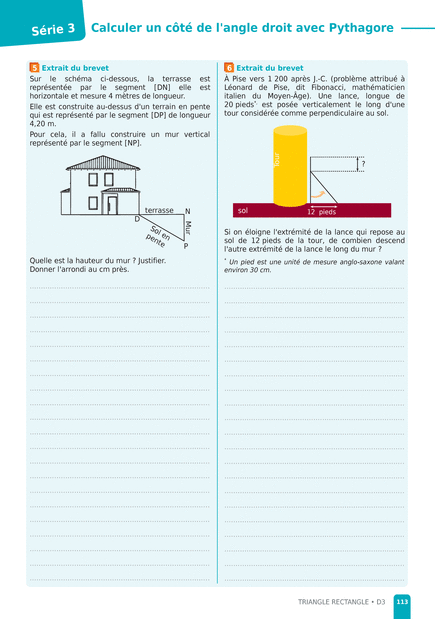 Série 3
Calculer un côté de l'angle droit avec Pythagore
5 Extrait du brevet
Sur le schéma ci-dessous, la terrasse est
représentée par le segment [DN] elle est
horizontale et mesure 4 mètres de longueur.
Elle est construite au-dessus d'un terrain en pente
qui est représenté par le segment [DP] de longueur
4,20 m.
Pour cela, il a fallu construire un mur vertical
représenté par le segment [NP].
terrasse N
D
Sol en
pente
Mur
P
Quelle est la hauteur du mur ? Justifier.
Donner l'arrondi au cm près.
6 Extrait du brevet
À Pise vers 1 200 après J.-C. (problème attribué à
Léonard de Pise, dit Fibonacci, mathématicien
italien du Moyen-Âge). Une lance, longue de
20 pieds*, est posée verticalement le long d'une
tour considérée comme perpendiculaire au sol.
Tour
?
sol
12 pieds
Si on éloigne l'extrémité de la lance qui repose au
sol de 12 pieds de la tour, de combien descend
l'autre extrémité de la lance le long du mur ?
* Un pied est une unité de mesure anglo-saxonne valant
environ 30 cm.
TRIANGLE RECTANGLE • D3
113